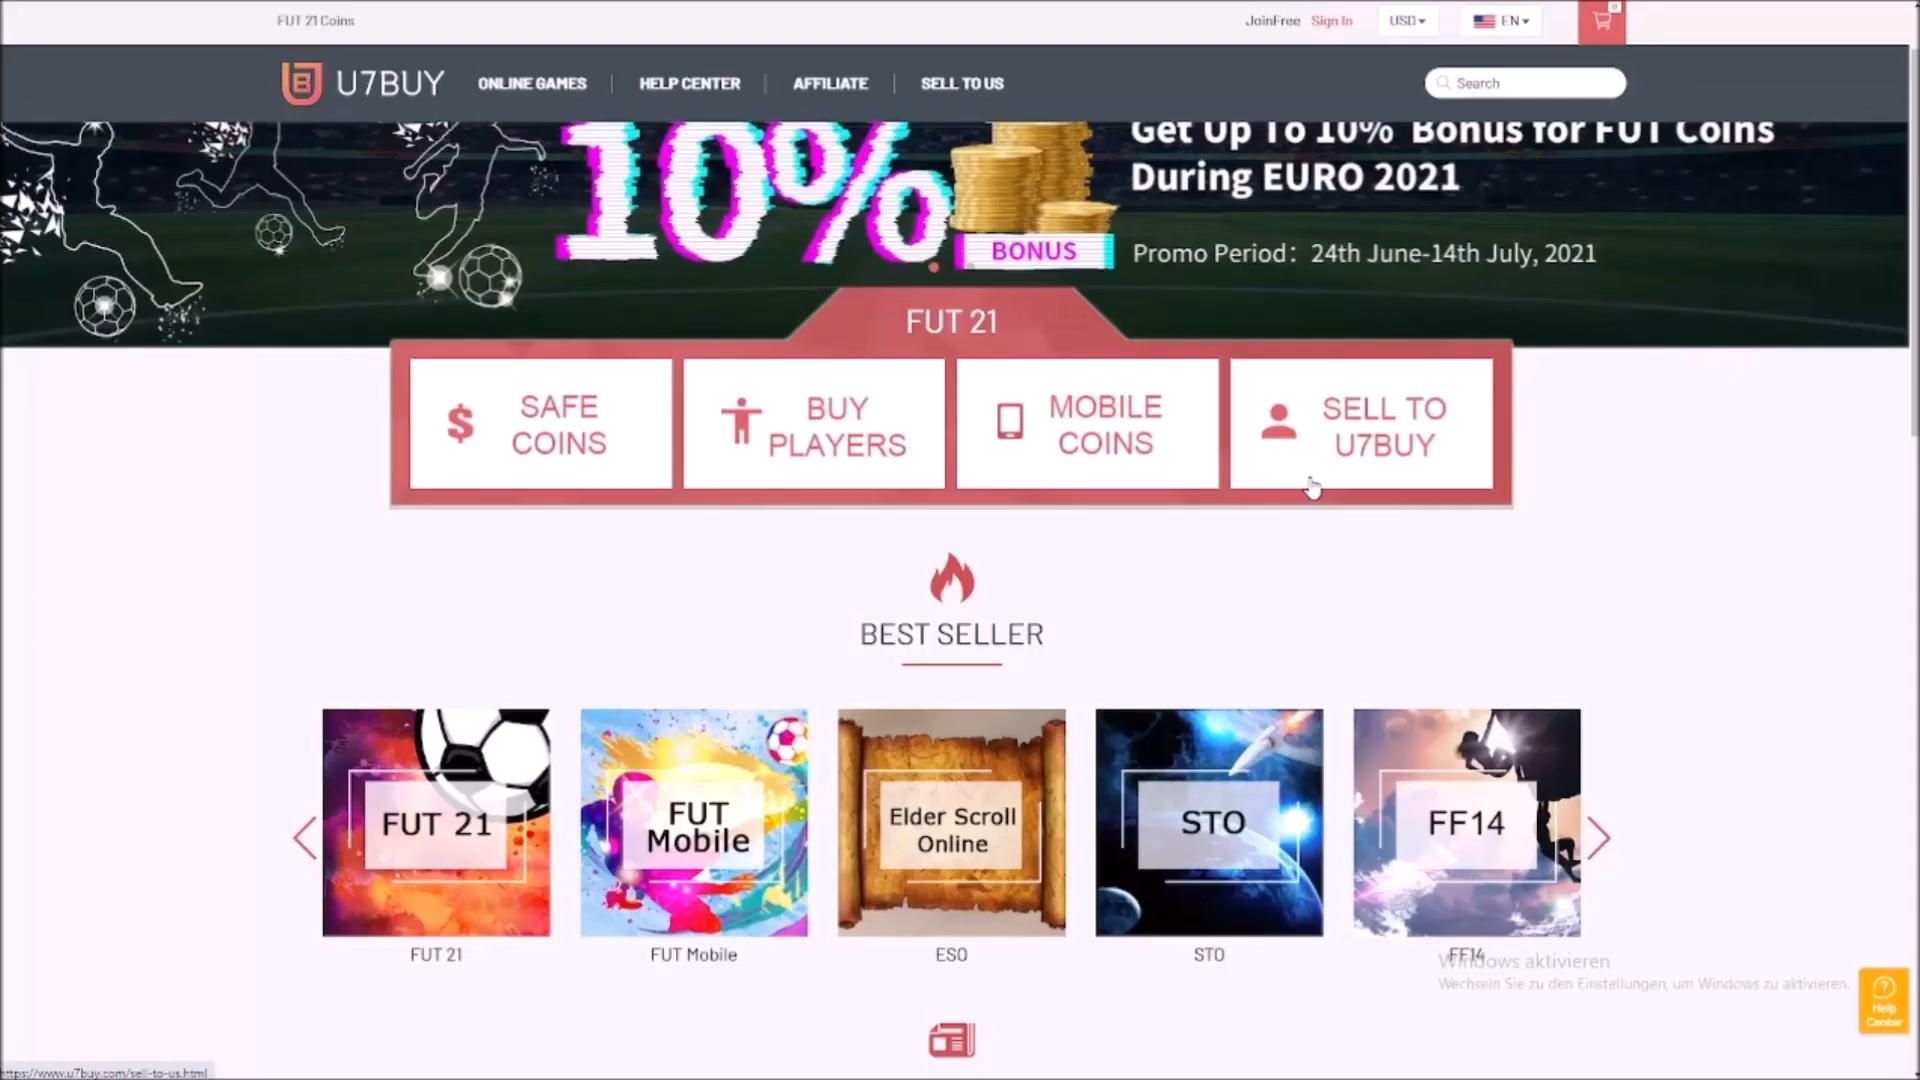 FUT 21 Coins
JoinFree Sign In USD EN 0
U7BUY ONLINE GAMES HELP CENTER AFFILIATE SELL TO US Search
10%
BONUS
Get Up To 10% Bonus for FUT Coins
During EURO 2021
Promo Period: 24th June-14th July, 2021
FUT 21
SAFE
COINS
BUY
PLAYERS
MOBILE
COINS
SELL TO
U7BUY
BEST SELLER
FUT 21
FUT
Mobile
Elder Scroll
Online
STO
FF14
FUT 21 FUT Mobile ESO STO FF14
Windows aktivieren
Wechseln Sie zu den Einstellungen, um Windows zu aktivieren.
Help
Center
https://www.u7buy.com/sell-to-us.html